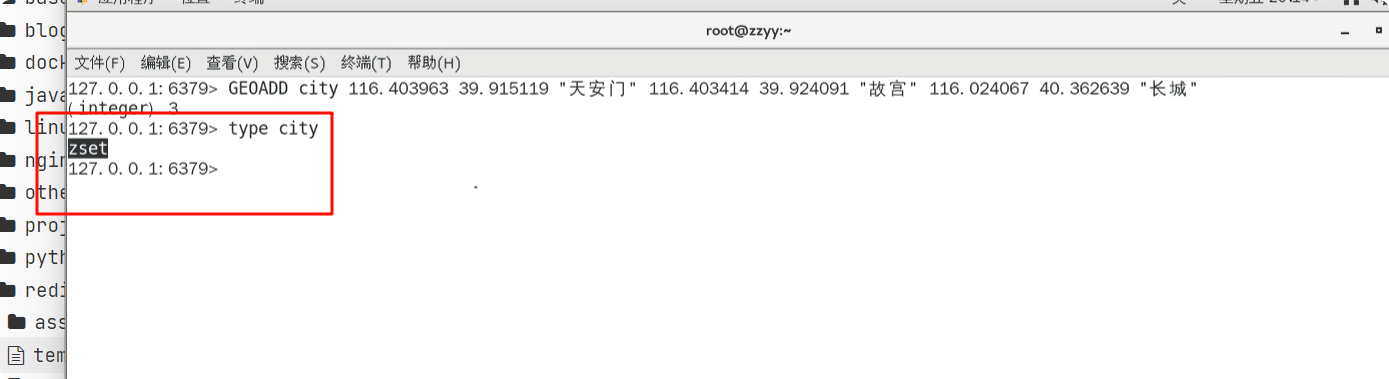 root@zzyy:~
文件(F) 编辑(E) 查看(V) 搜索(S) 终端(T) 帮助(H)
127.0.0.1:6379> GEOADD city 116.403963 39.915119 "天安门" 116.403414 39.924091 "故宫" 116.024067 40.362639 "长城"
(integer) 3
127.0.0.1:6379> type city
zset
127.0.0.1:6379>
blog
dock
java
linu
ngin
othe
proj
pyth
redi
ass
tem